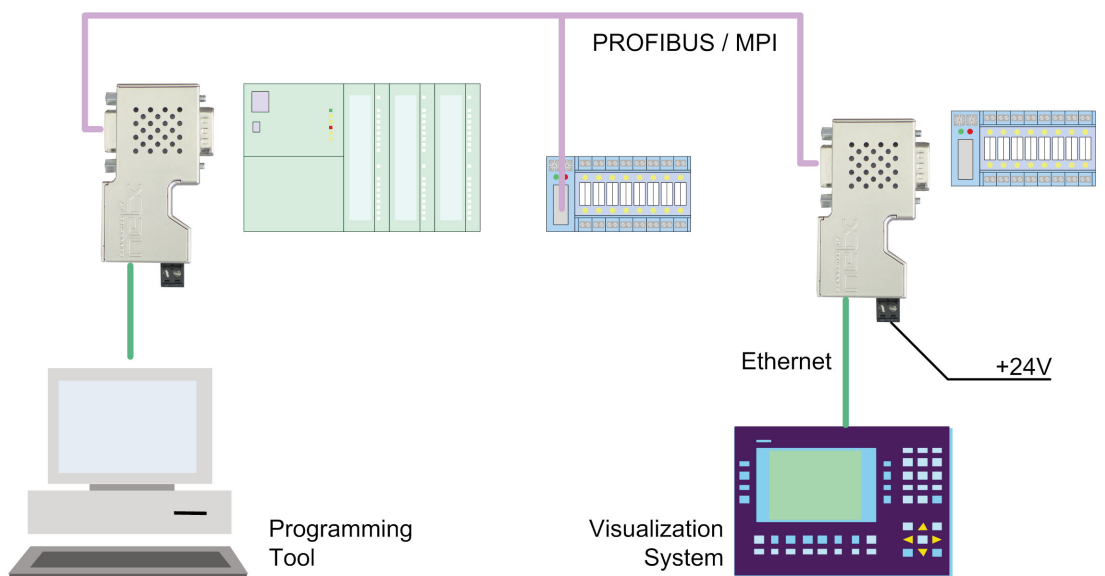 PROFIBUS / MPI
Ethernet
+24V
Programming
Tool
Visualization
System